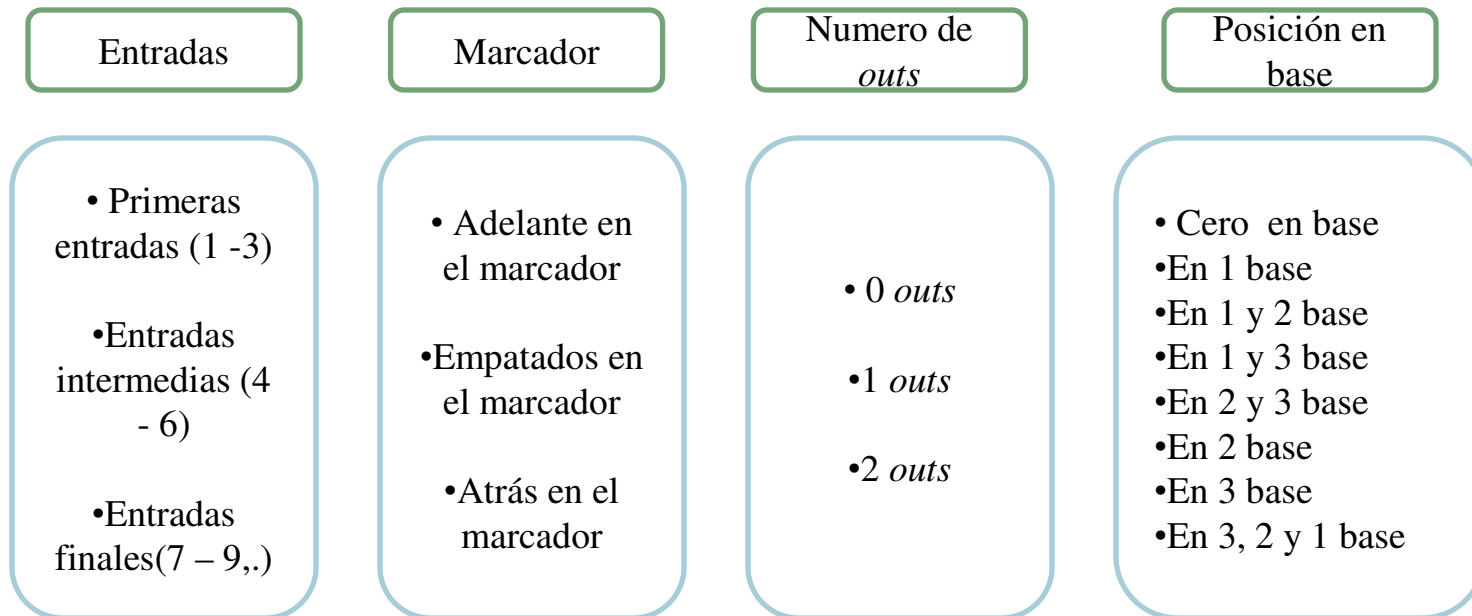 Entradas
Marcador
Numero de
outs
Posición en
base
• Primeras
entradas (1 -3)
•Entradas
intermedias (4
- 6)
•Entradas
finales(7 – 9,.)
• Adelante en
el marcador
•Empatados en
el marcador
•Atrás en el
marcador
• 0 outs
•1 outs
•2 outs
• Cero  en base
•En 1 base
•En 1 y 2 base
•En 1 y 3 base
•En 2 y 3 base
•En 2 base
•En 3 base
•En 3, 2 y 1 base